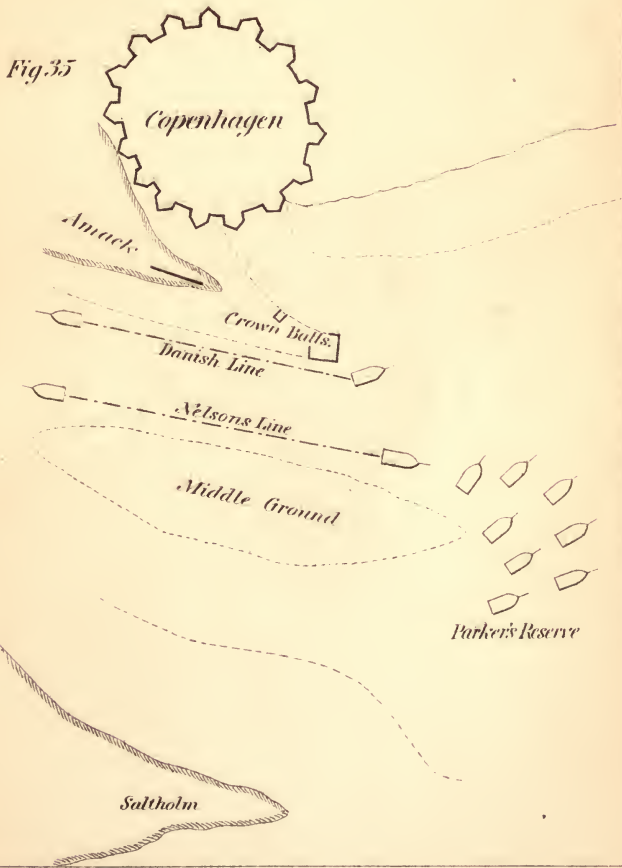 Fig. 35
Copenhagen
Amack.
Crown Batts.
Danish Line
Nelsons Line
Middle Ground
Parker's Reserve
Saltholm